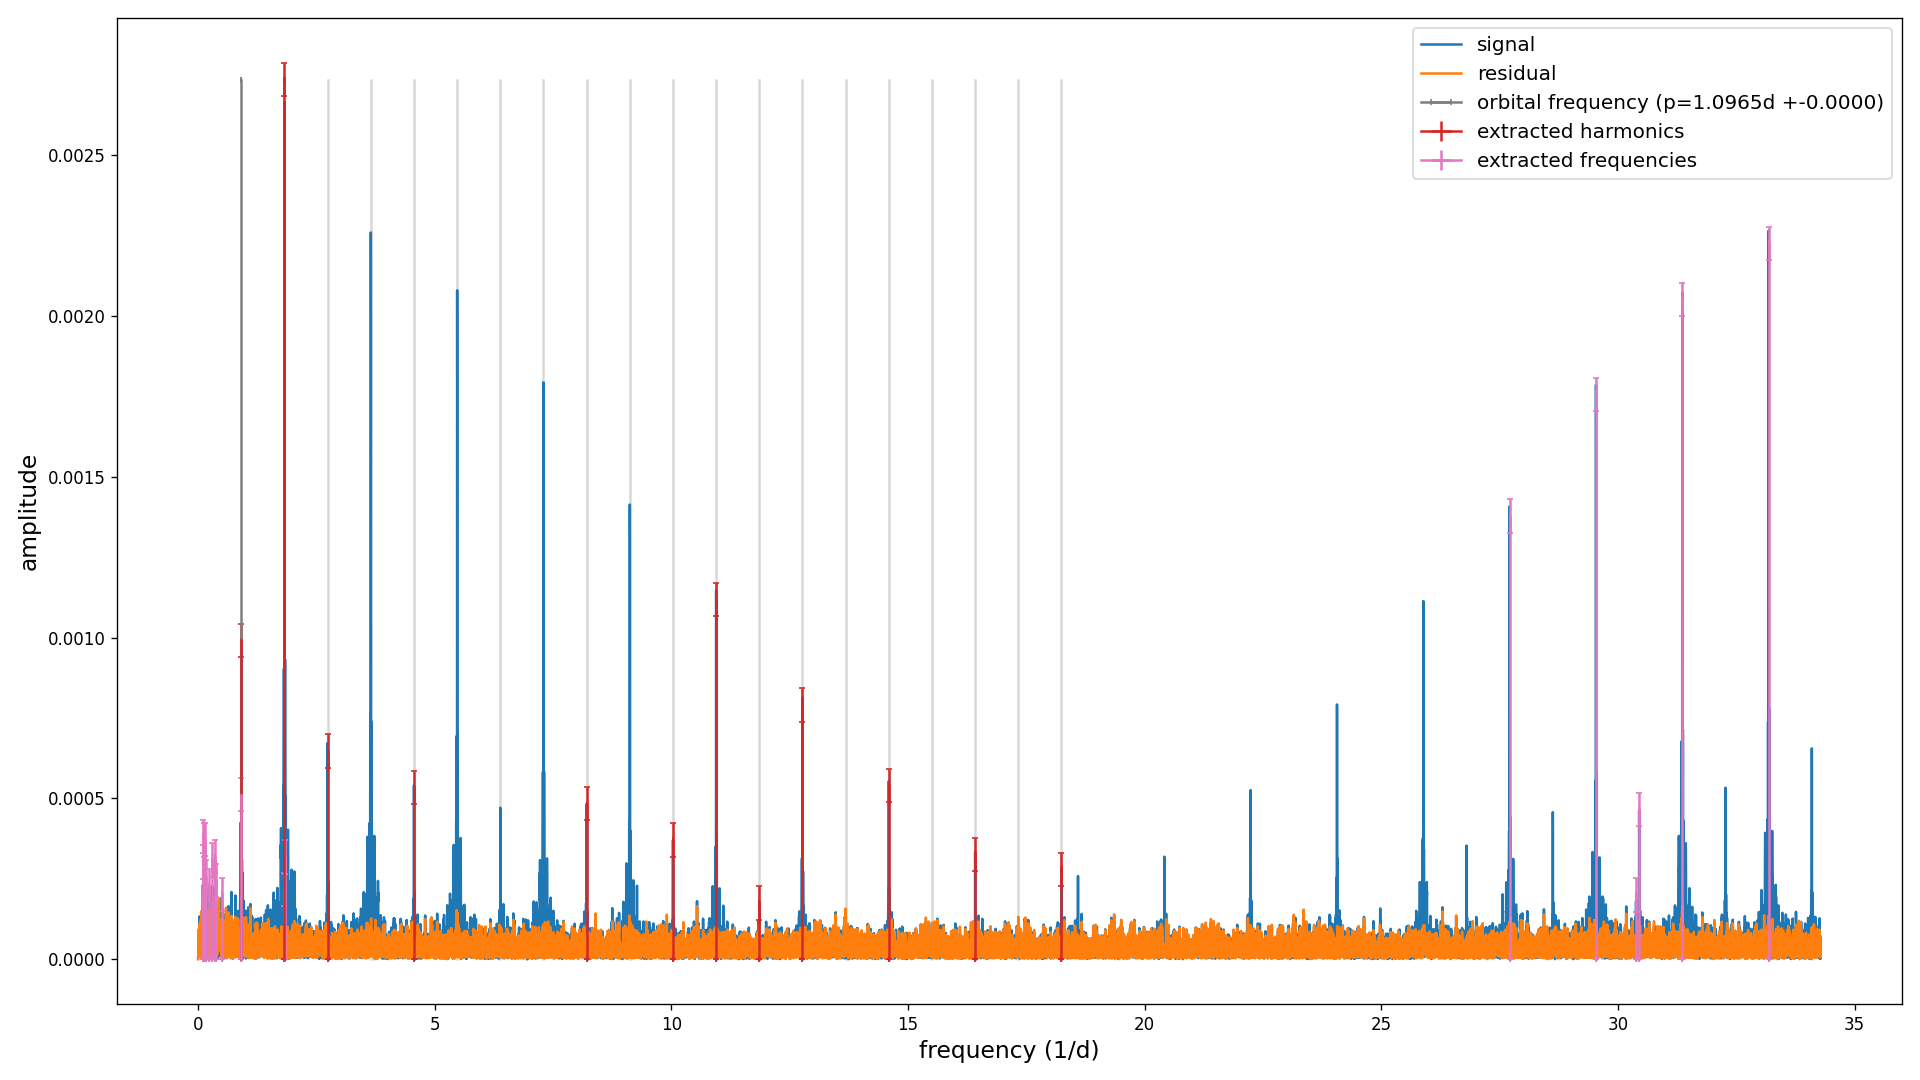 signal
residual
orbital frequency (p=1.0965d +-0.0000)
extracted harmonics
extracted frequencies
amplitude
0.0025
0.0020
0.0015
0.0010
0.0005
0.0000
0 5 10 15 20 25 30 35
frequency (1/d)